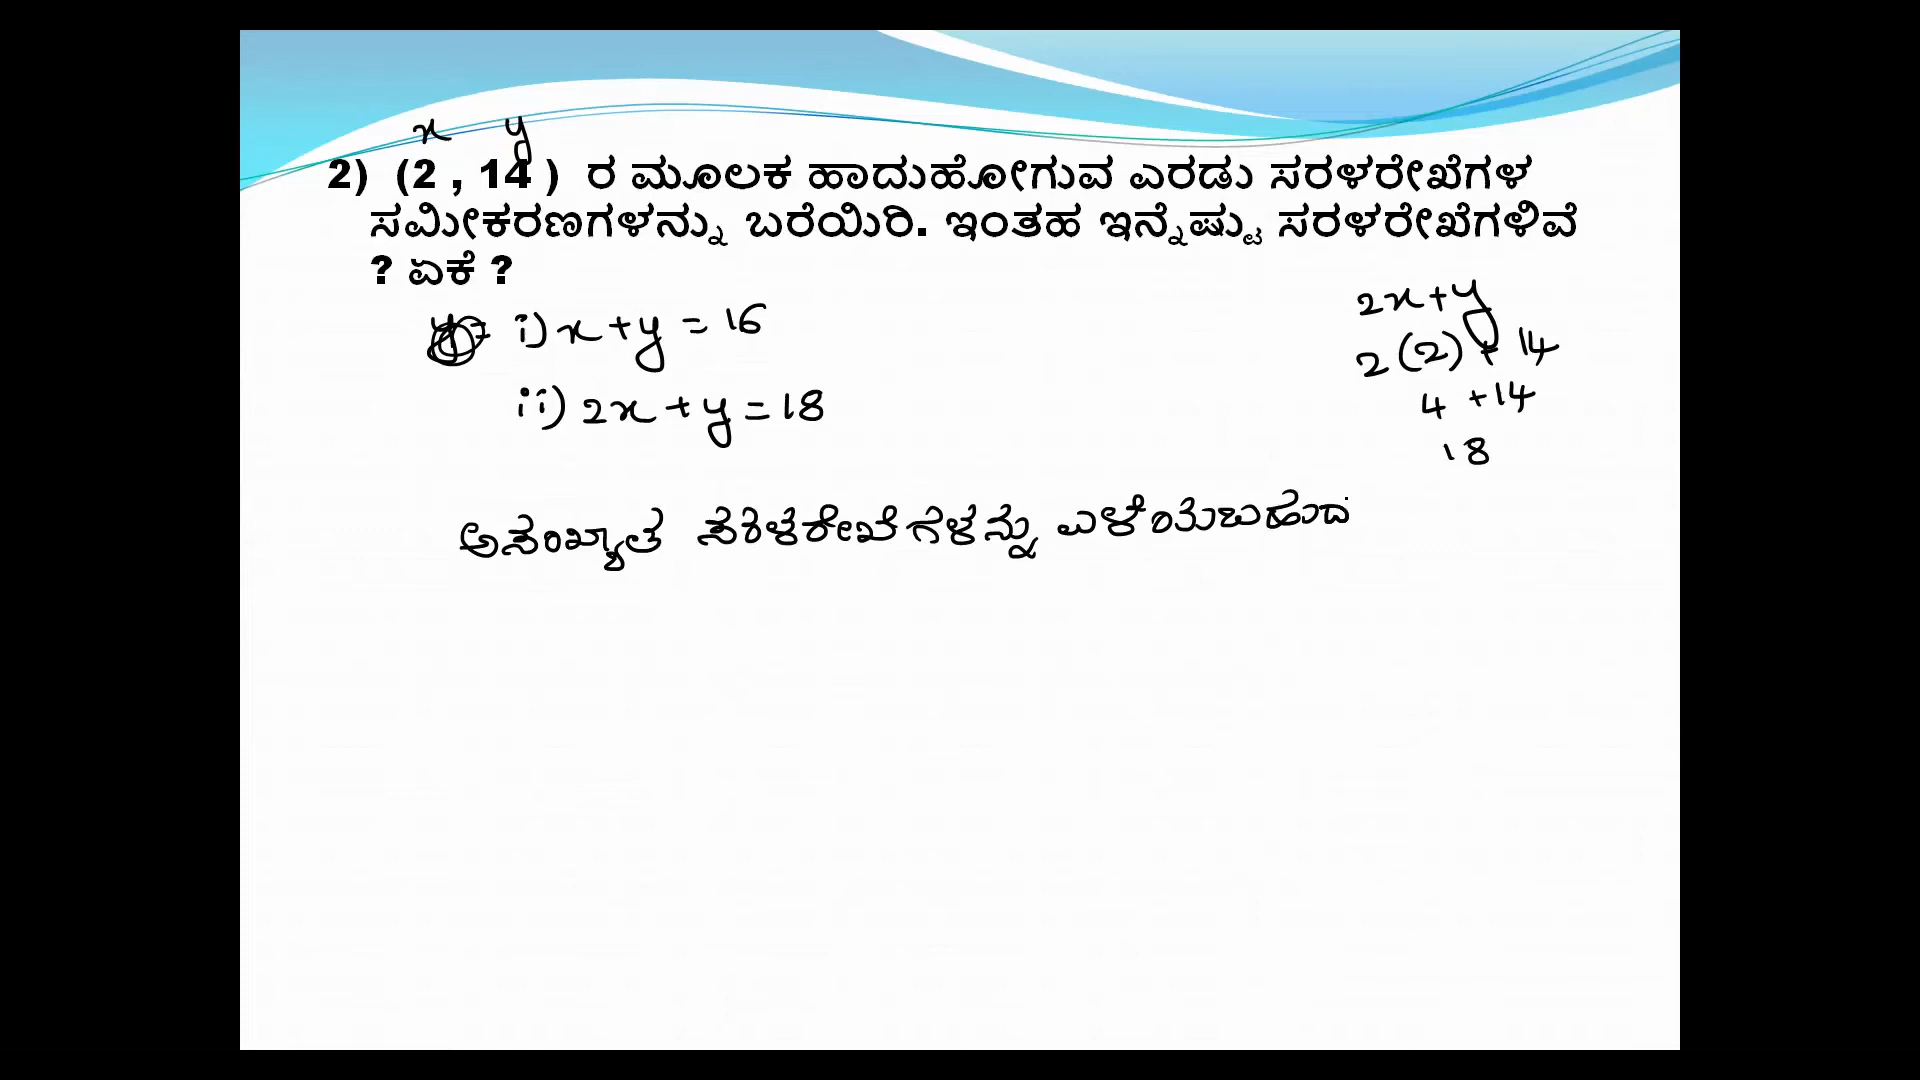 x y
2) (2 , 14 ) ರ ಮೂಲಕ ಹಾದುಹೋಗುವ ಎರಡು ಸರಳರೇಖೆಗಳ
ಸಮೀಕರಣಗಳನ್ನು ಬರೆಯಿರಿ. ಇಂತಹ ಇನ್ನೆಷ್ಟು ಸರಳರೇಖೆಗಳಿವೆ
? ಏಕೆ ?
i) x + y = 16
ii) 2x + y = 18
2x+y
2 (2) + 14
4 +14
18
ಅಸಂಖ್ಯಾತ ಸರಳರೇಖೆಗಳನ್ನು ಎಳೆಯಬಹುದ